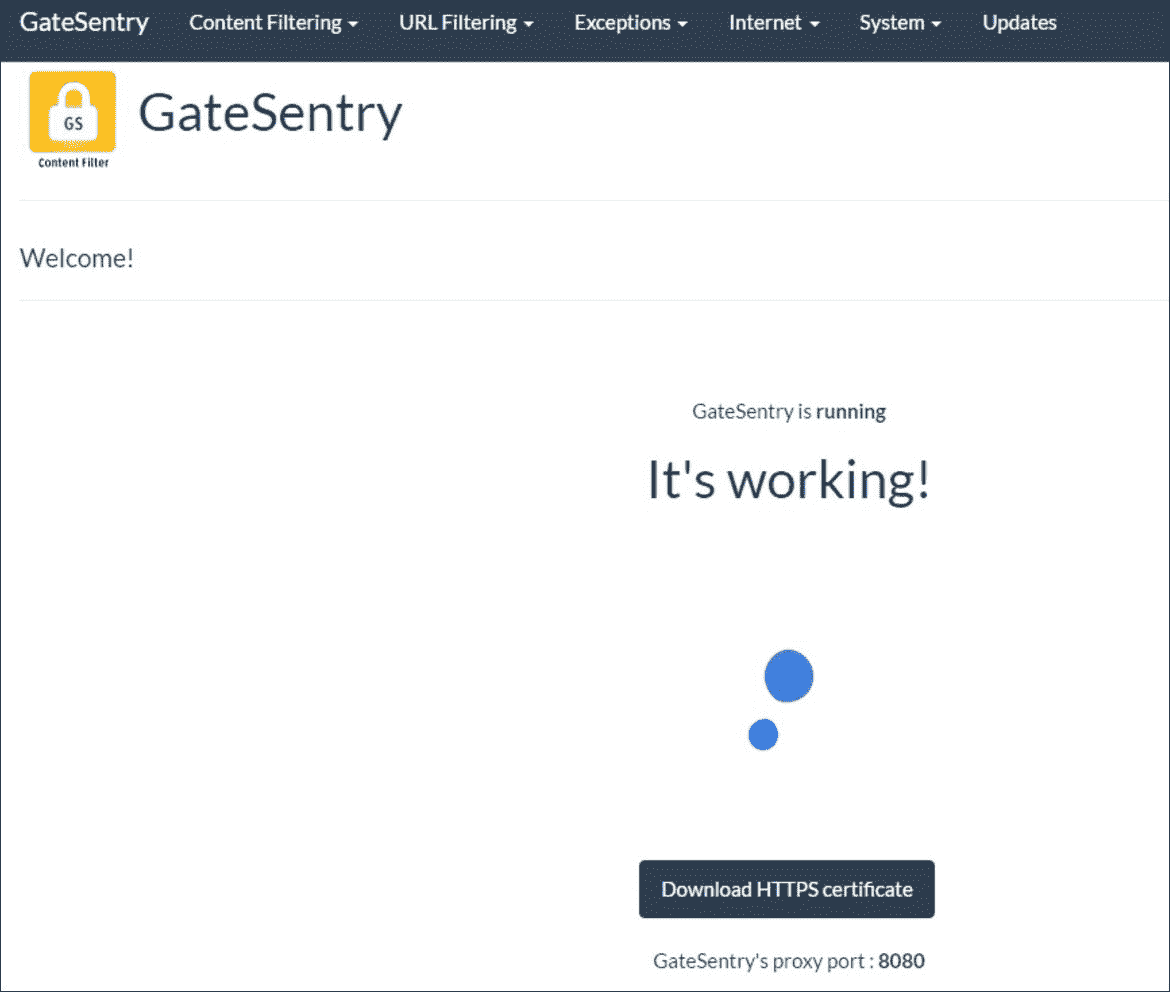 GateSentry Content Filtering URL Filtering Exceptions Internet System Updates
GS
Content Filter
GateSentry
Welcome!
GateSentry is running
It's working!
Download HTTPS certificate
GateSentry's proxy port : 8080